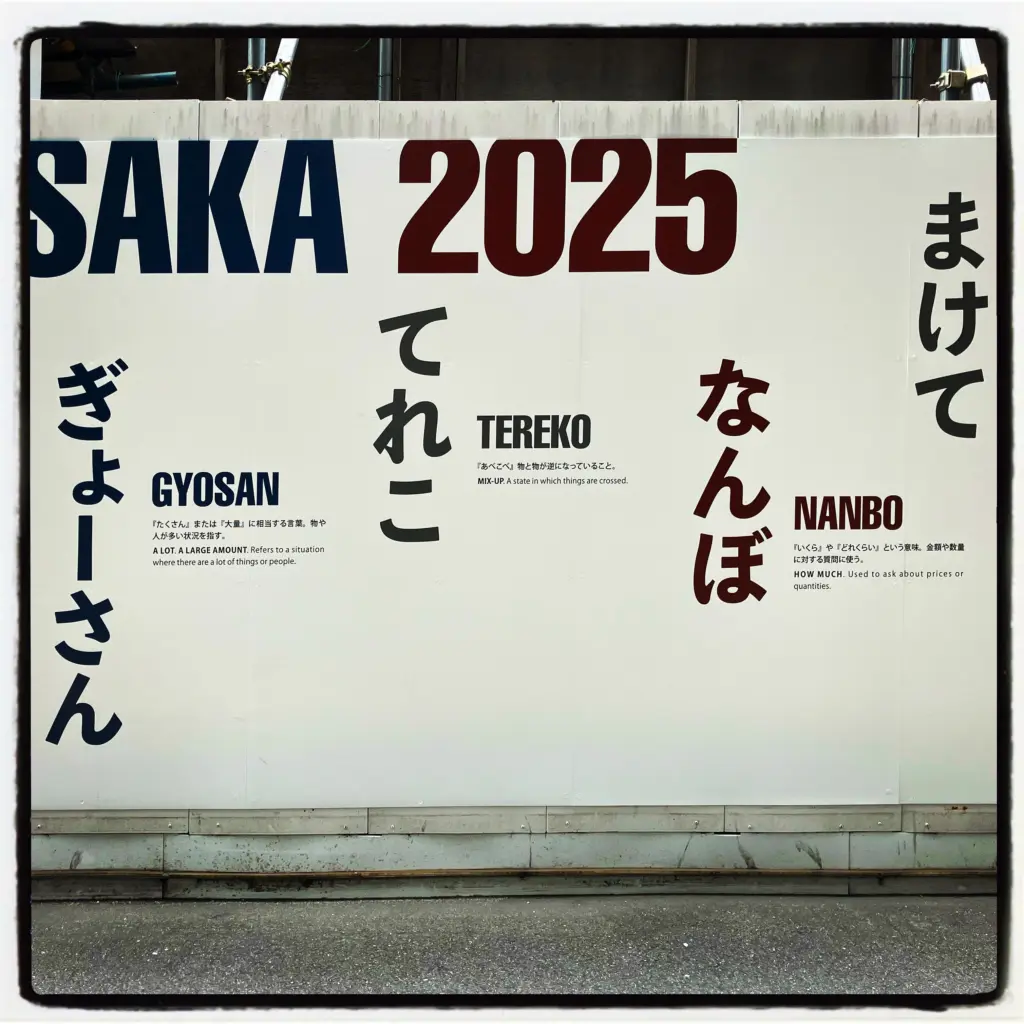 SAKA 2025
ぎょーさん
GYOSAN
『たくさん』または『大量』に相当する言葉。物や
人が多い状況を指す。
A LOT. A LARGE AMOUNT. Refers to a situation
where there are a lot of things or people.
てれこ
TEREKO
『あべこべ』物と物が逆になっていること。
MIX-UP. A state in which things are crossed.
なんぼ
NANBO
『いくら』や『どれくらい』という意味。金額や数量
に対する質問に使う。
HOW MUCH. Used to ask about prices or
quantities.
まけて